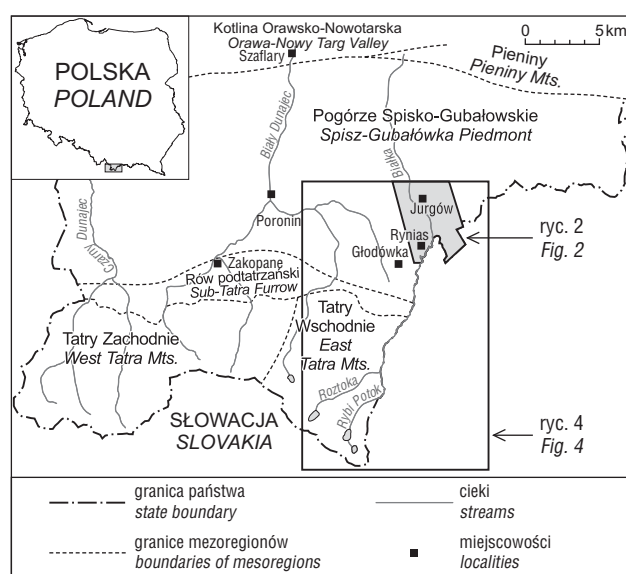 Kotlina Orawsko-Nowotarska
Orawa-Nowy Targ Valley
Szaflary
0 5 km
POLSKA
POLAND
Pieniny
Pieniny Mts.
Pogórze Spisko-Gubałowskie
Spisz-Gubałówka Piedmont
Biały Dunajec
Białka
Czarny Dunajec
Jurgów
Poronin
Rynias
Głodówka
ryc. 2
Fig. 2
Zakopane
Rów podtatrzański
Sub-Tatra Furrow
Tatry Zachodnie
West Tatra Mts.
Tatry
Wschodnie
East
Tatra Mts.
Roztoka
Rybi Potok
SŁOWACJA
SLOVAKIA
ryc. 4
Fig. 4
granica państwa
state boundary
cieki
streams
granice mezoregionów
boundaries of mesoregions
miejscowości
localities